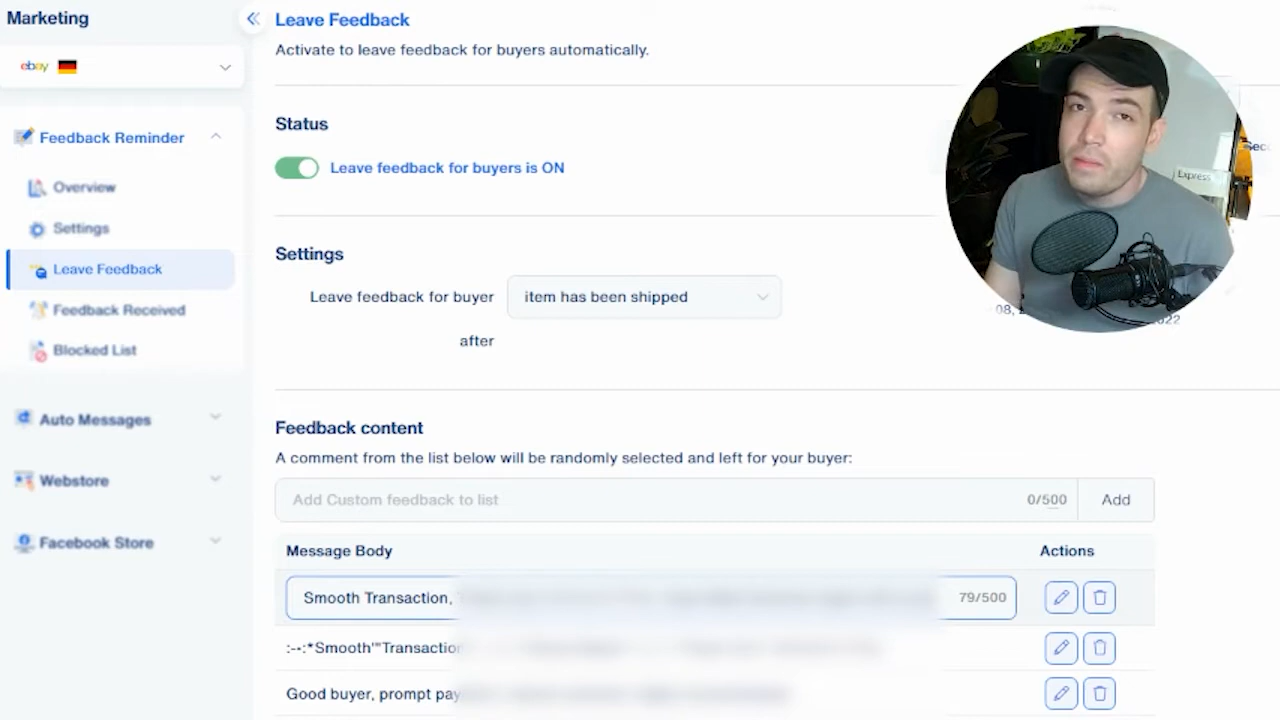 Marketing
ebay
Feedback Reminder
Overview
Settings
Leave Feedback
Feedback Received
Blocked List
Auto Messages
Webstore
Facebook Store
Leave Feedback
Activate to leave feedback for buyers automatically.
Status
Leave feedback for buyers is ON
Settings
Leave feedback for buyer
after
item has been shipped
Feedback content
A comment from the list below will be randomly selected and left for your buyer:
Add Custom feedback to list
0/500
Add
Message Body
Actions
Smooth Transaction,
79/500
:--:*Smooth'"Transaction
Good buyer, prompt pay
Express
08,